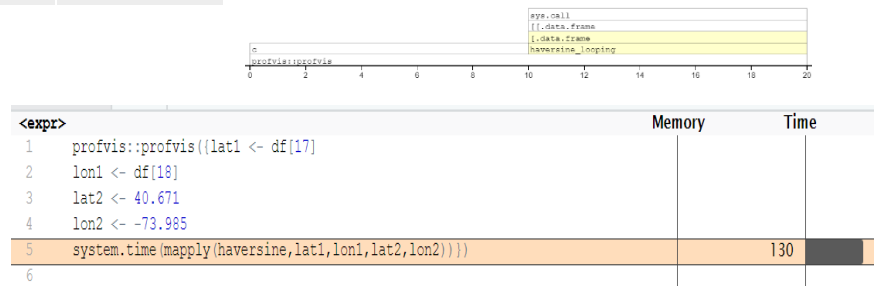 sys.call
[[.data.frame
[.data.frame
c
haversine_looping
profvis::profvis
0 2 4 6 8 10 12 14 16 18 20
<expr> Memory Time
1 profvis::profvis({lat1 <- df[17]
2 lon1 <- df[18]
3 lat2 <- 40.671
4 lon2 <- -73.985
5 system.time(mapply(haversine,lat1,lon1,lat2,lon2))}) 130
6